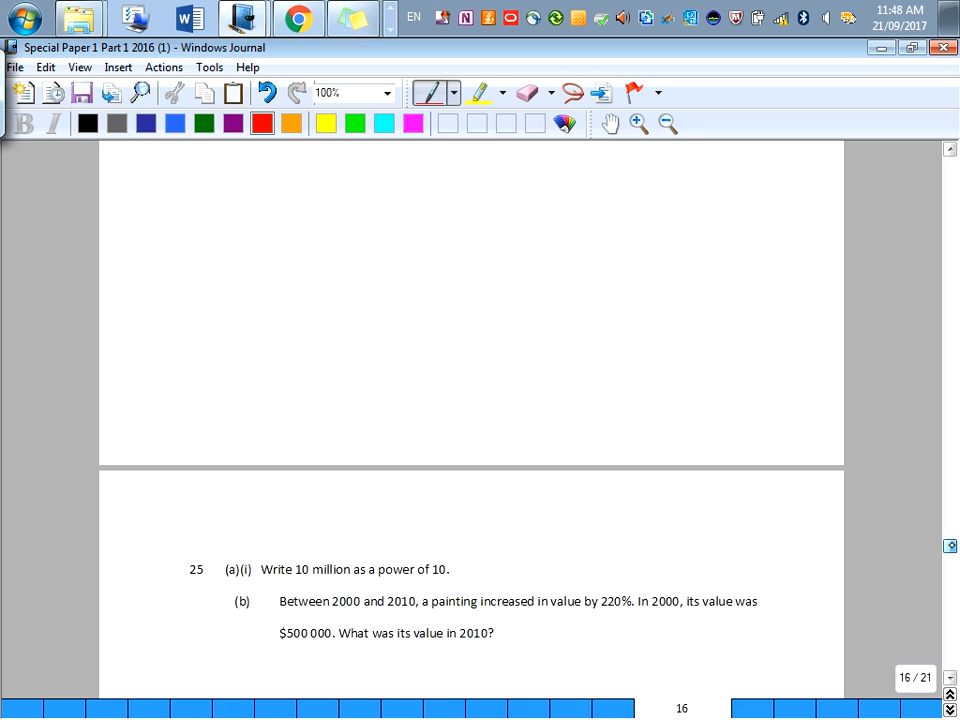 EN
11:48 AM
21/09/2017
Special Paper 1 Part 1 2016 (1) - Windows Journal
File Edit View Insert Actions Tools Help
100%
B I
25 (a)(i) Write 10 million as a power of 10.
(b) Between 2000 and 2010, a painting increased in value by 220%. In 2000, its value was
$500 000. What was its value in 2010?
16 / 21
16